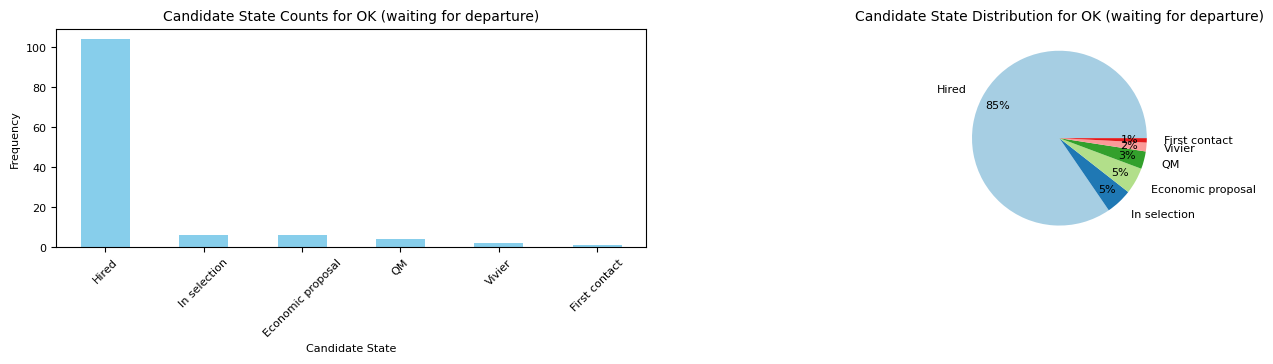 Candidate State Counts for OK (waiting for departure)
100
80
60
40
20
0
Frequency
Hired
In selection
Economic proposal
QM
Vivier
First contact
Candidate State
Candidate State Distribution for OK (waiting for departure)
Hired
85%
1%
First contact
2%
Vivier
3%
QM
5%
Economic proposal
5%
In selection